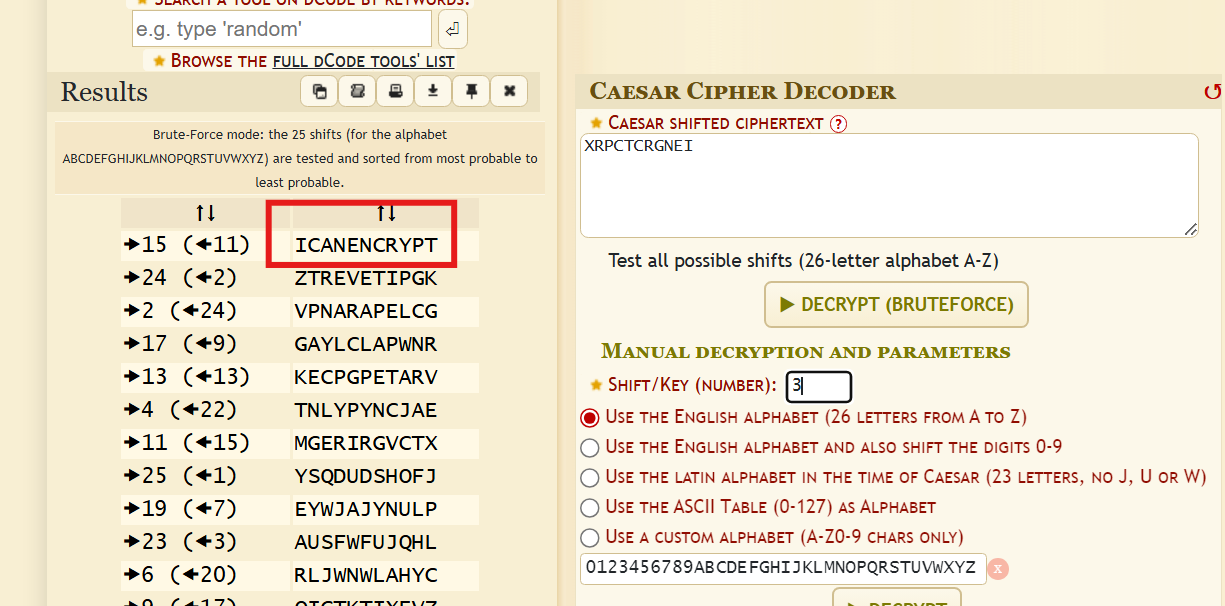 SEARCH A TOOL ON DCODE BY KEYWORDS:
e.g. type 'random'
BROWSE THE FULL DCODE TOOLS' LIST
Results
Brute-Force mode: the 25 shifts (for the alphabet
ABCDEFGHIJKLMNOPQRSTUVWXYZ) are tested and sorted from most probable to
least probable.
↑↓ ↑↓
🠞15 (🠜11) ICANENCRYPT
🠞24 (🠜2) ZTREVETIPGK
🠞2 (🠜24) VPNARAPELCG
🠞17 (🠜9) GAYLCLAPWNR
🠞13 (🠜13) KECPGPETARV
🠞4 (🠜22) TNLYPYNCJAE
🠞11 (🠜15) MGERIRGVCTX
🠞25 (🠜1) YSQDUDSHOFJ
🠞19 (🠜7) EYWJAJYNULP
🠞23 (🠜3) AUSFWFUJQHL
🠞6 (🠜20) RLJWNWLAHYC
🠞9 (🠜17) OIGTKTIXEVZ
CAESAR CIPHER DECODER
CAESAR SHIFTED CIPHERTEXT ?
XRPCTCRGNEI
Test all possible shifts (26-letter alphabet A-Z)
▶ DECRYPT (BRUTEFORCE)
MANUAL DECRYPTION AND PARAMETERS
SHIFT/KEY (NUMBER): 3
USE THE ENGLISH ALPHABET (26 LETTERS FROM A TO Z)
USE THE ENGLISH ALPHABET AND ALSO SHIFT THE DIGITS 0-9
USE THE LATIN ALPHABET IN THE TIME OF CAESAR (23 LETTERS, NO J, U OR W)
USE THE ASCII TABLE (0-127) AS ALPHABET
USE A CUSTOM ALPHABET (A-Z0-9 CHARS ONLY)
0123456789ABCDEFGHIJKLMNOPQRSTUVWXYZ x
▶ DECRYPT